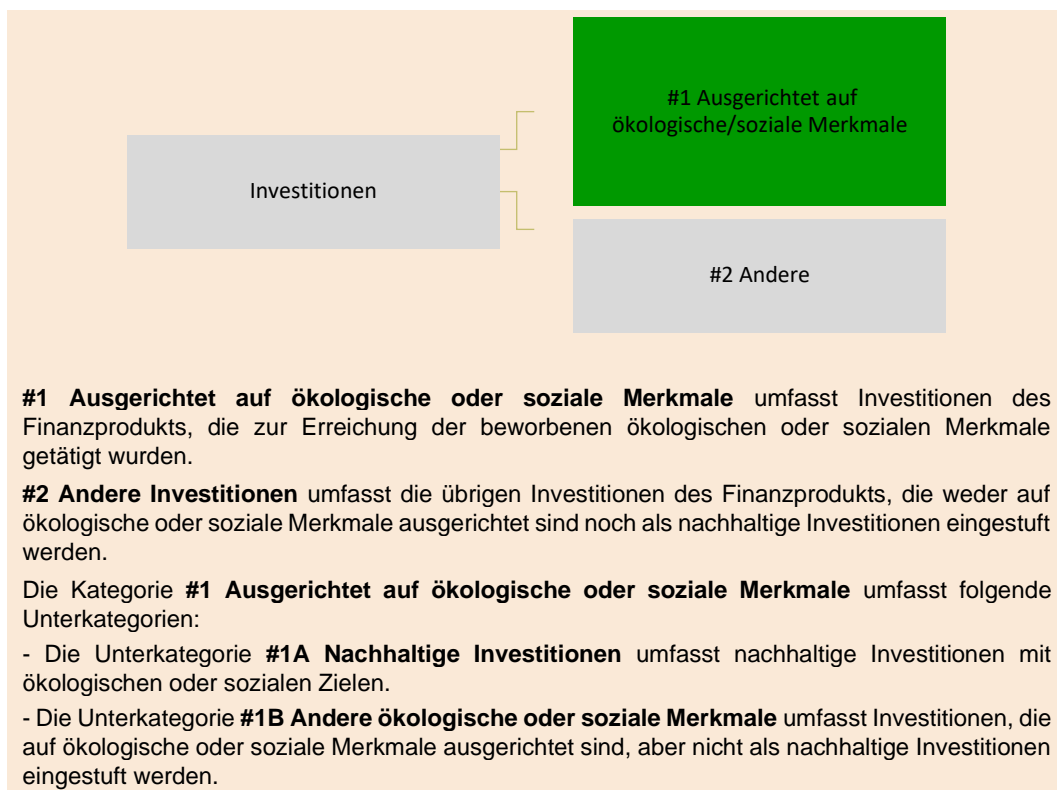 #1 Ausgerichtet auf
ökologische/soziale Merkmale
Investitionen
#2 Andere
#1 Ausgerichtet auf ökologische oder soziale Merkmale umfasst Investitionen des
Finanzprodukts, die zur Erreichung der beworbenen ökologischen oder sozialen Merkmale
getätigt wurden.
#2 Andere Investitionen umfasst die übrigen Investitionen des Finanzprodukts, die weder auf
ökologische oder soziale Merkmale ausgerichtet sind noch als nachhaltige Investitionen eingestuft
werden.
Die Kategorie #1 Ausgerichtet auf ökologische oder soziale Merkmale umfasst folgende
Unterkategorien:
- Die Unterkategorie #1A Nachhaltige Investitionen umfasst nachhaltige Investitionen mit
ökologischen oder sozialen Zielen.
- Die Unterkategorie #1B Andere ökologische oder soziale Merkmale umfasst Investitionen, die
auf ökologische oder soziale Merkmale ausgerichtet sind, aber nicht als nachhaltige Investitionen
eingestuft werden.